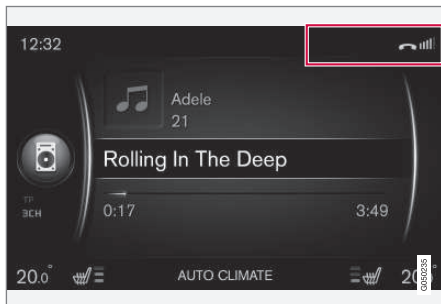 12:32
Adele
21
Rolling In The Deep
TP
3CH
0:17
3:49
20.0°
AUTO CLIMATE
20
G050235